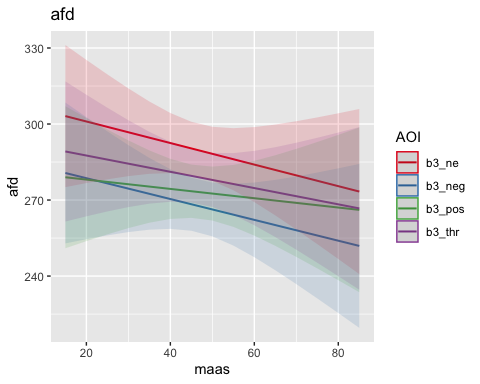 afd
330
300
270
240
afd
20
40
60
80
maas
AOI
b3_ne
b3_neg
b3_pos
b3_thr